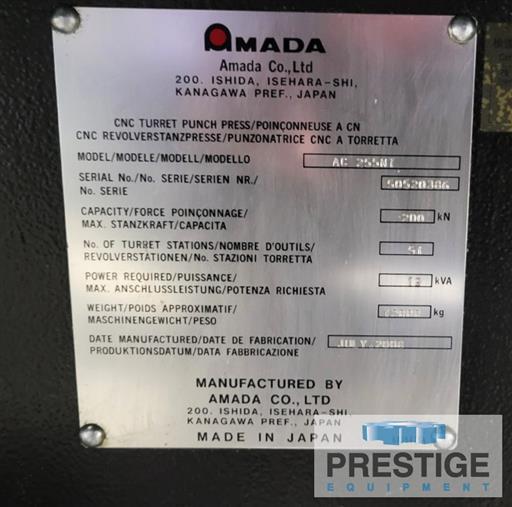 AMADA
Amada Co.,Ltd
200. ISHIDA, ISEHARA-SHI,
KANAGAWA PREF., JAPAN
CNC TURRET PUNCH PRESS/POINÇONNEUSE A CN
CNC REVOLVERSTANZPRESSE/PUNZONATRICE CNC A TORRETTA
MODEL/MODELE/MODELL/MODELLO AC 255NT
SERIAL No./No. SERIE/SERIEN NR./
No. SERIE 50520386
CAPACITY/FORCE POINÇONNAGE/
MAX. STANZKRAFT/CAPACITA 200 kN
No. OF TURRET STATIONS/NOMBRE D'OUTILS/
REVOLVERSTATIONEN/No. STAZIONI TORRETTA 51
POWER REQUIRED/PUISSANCE/
MAX. ANSCHLUSSLEISTUNG/POTENZA RICHIESTA kVA
WEIGHT/POIDS APPROXIMATIF/
MASCHINENGEWICHT/PESO kg
DATE MANUFACTURED/DATE DE FABRICATION/
PRODUKTIONSDATUM/DATA FABBRICAZIONE JULY.2008
MANUFACTURED BY
AMADA CO., LTD
200. ISHIDA, ISEHARA-SHI,
KANAGAWA PREF., JAPAN
MADE IN JAPAN
PRESTIGE
EQUIPMENT